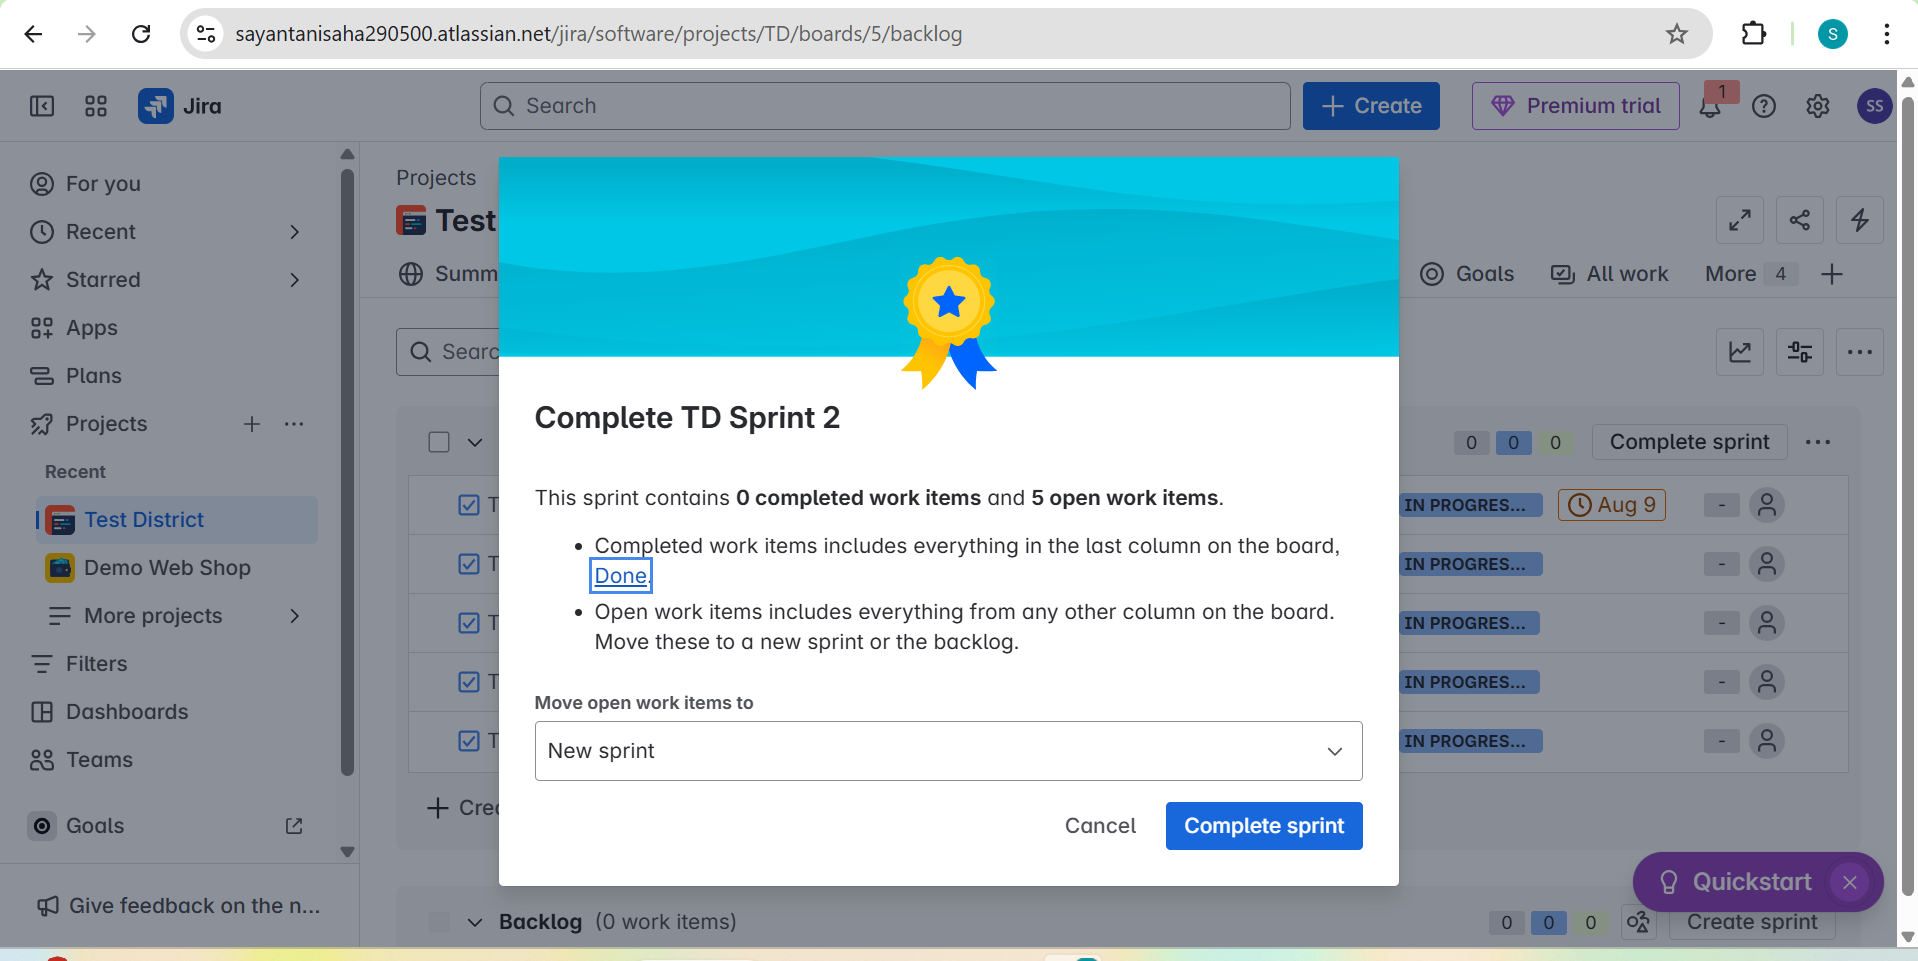 sayantanisaha290500.atlassian.net/jira/software/projects/TD/boards/5/backlog
S
Jira
Search
Create
Premium trial
1
SS
For you
Recent
Starred
Apps
Plans
Projects
Recent
Test District
Demo Web Shop
More projects
Filters
Dashboards
Teams
Goals
Give feedback on the n...
Projects
Test
Summ
Goals
All work
More 4
Searc
0 0 0
Complete sprint
T IN PROGRES... Aug 9 -
T IN PROGRES... -
T IN PROGRES... -
T IN PROGRES... -
T IN PROGRES... -
Crea
Complete TD Sprint 2
This sprint contains 0 completed work items and 5 open work items.
• Completed work items includes everything in the last column on the board,
Done.
• Open work items includes everything from any other column on the board.
Move these to a new sprint or the backlog.
Move open work items to
New sprint
Cancel
Complete sprint
Quickstart
Backlog (0 work items)
0 0 0
Create sprint